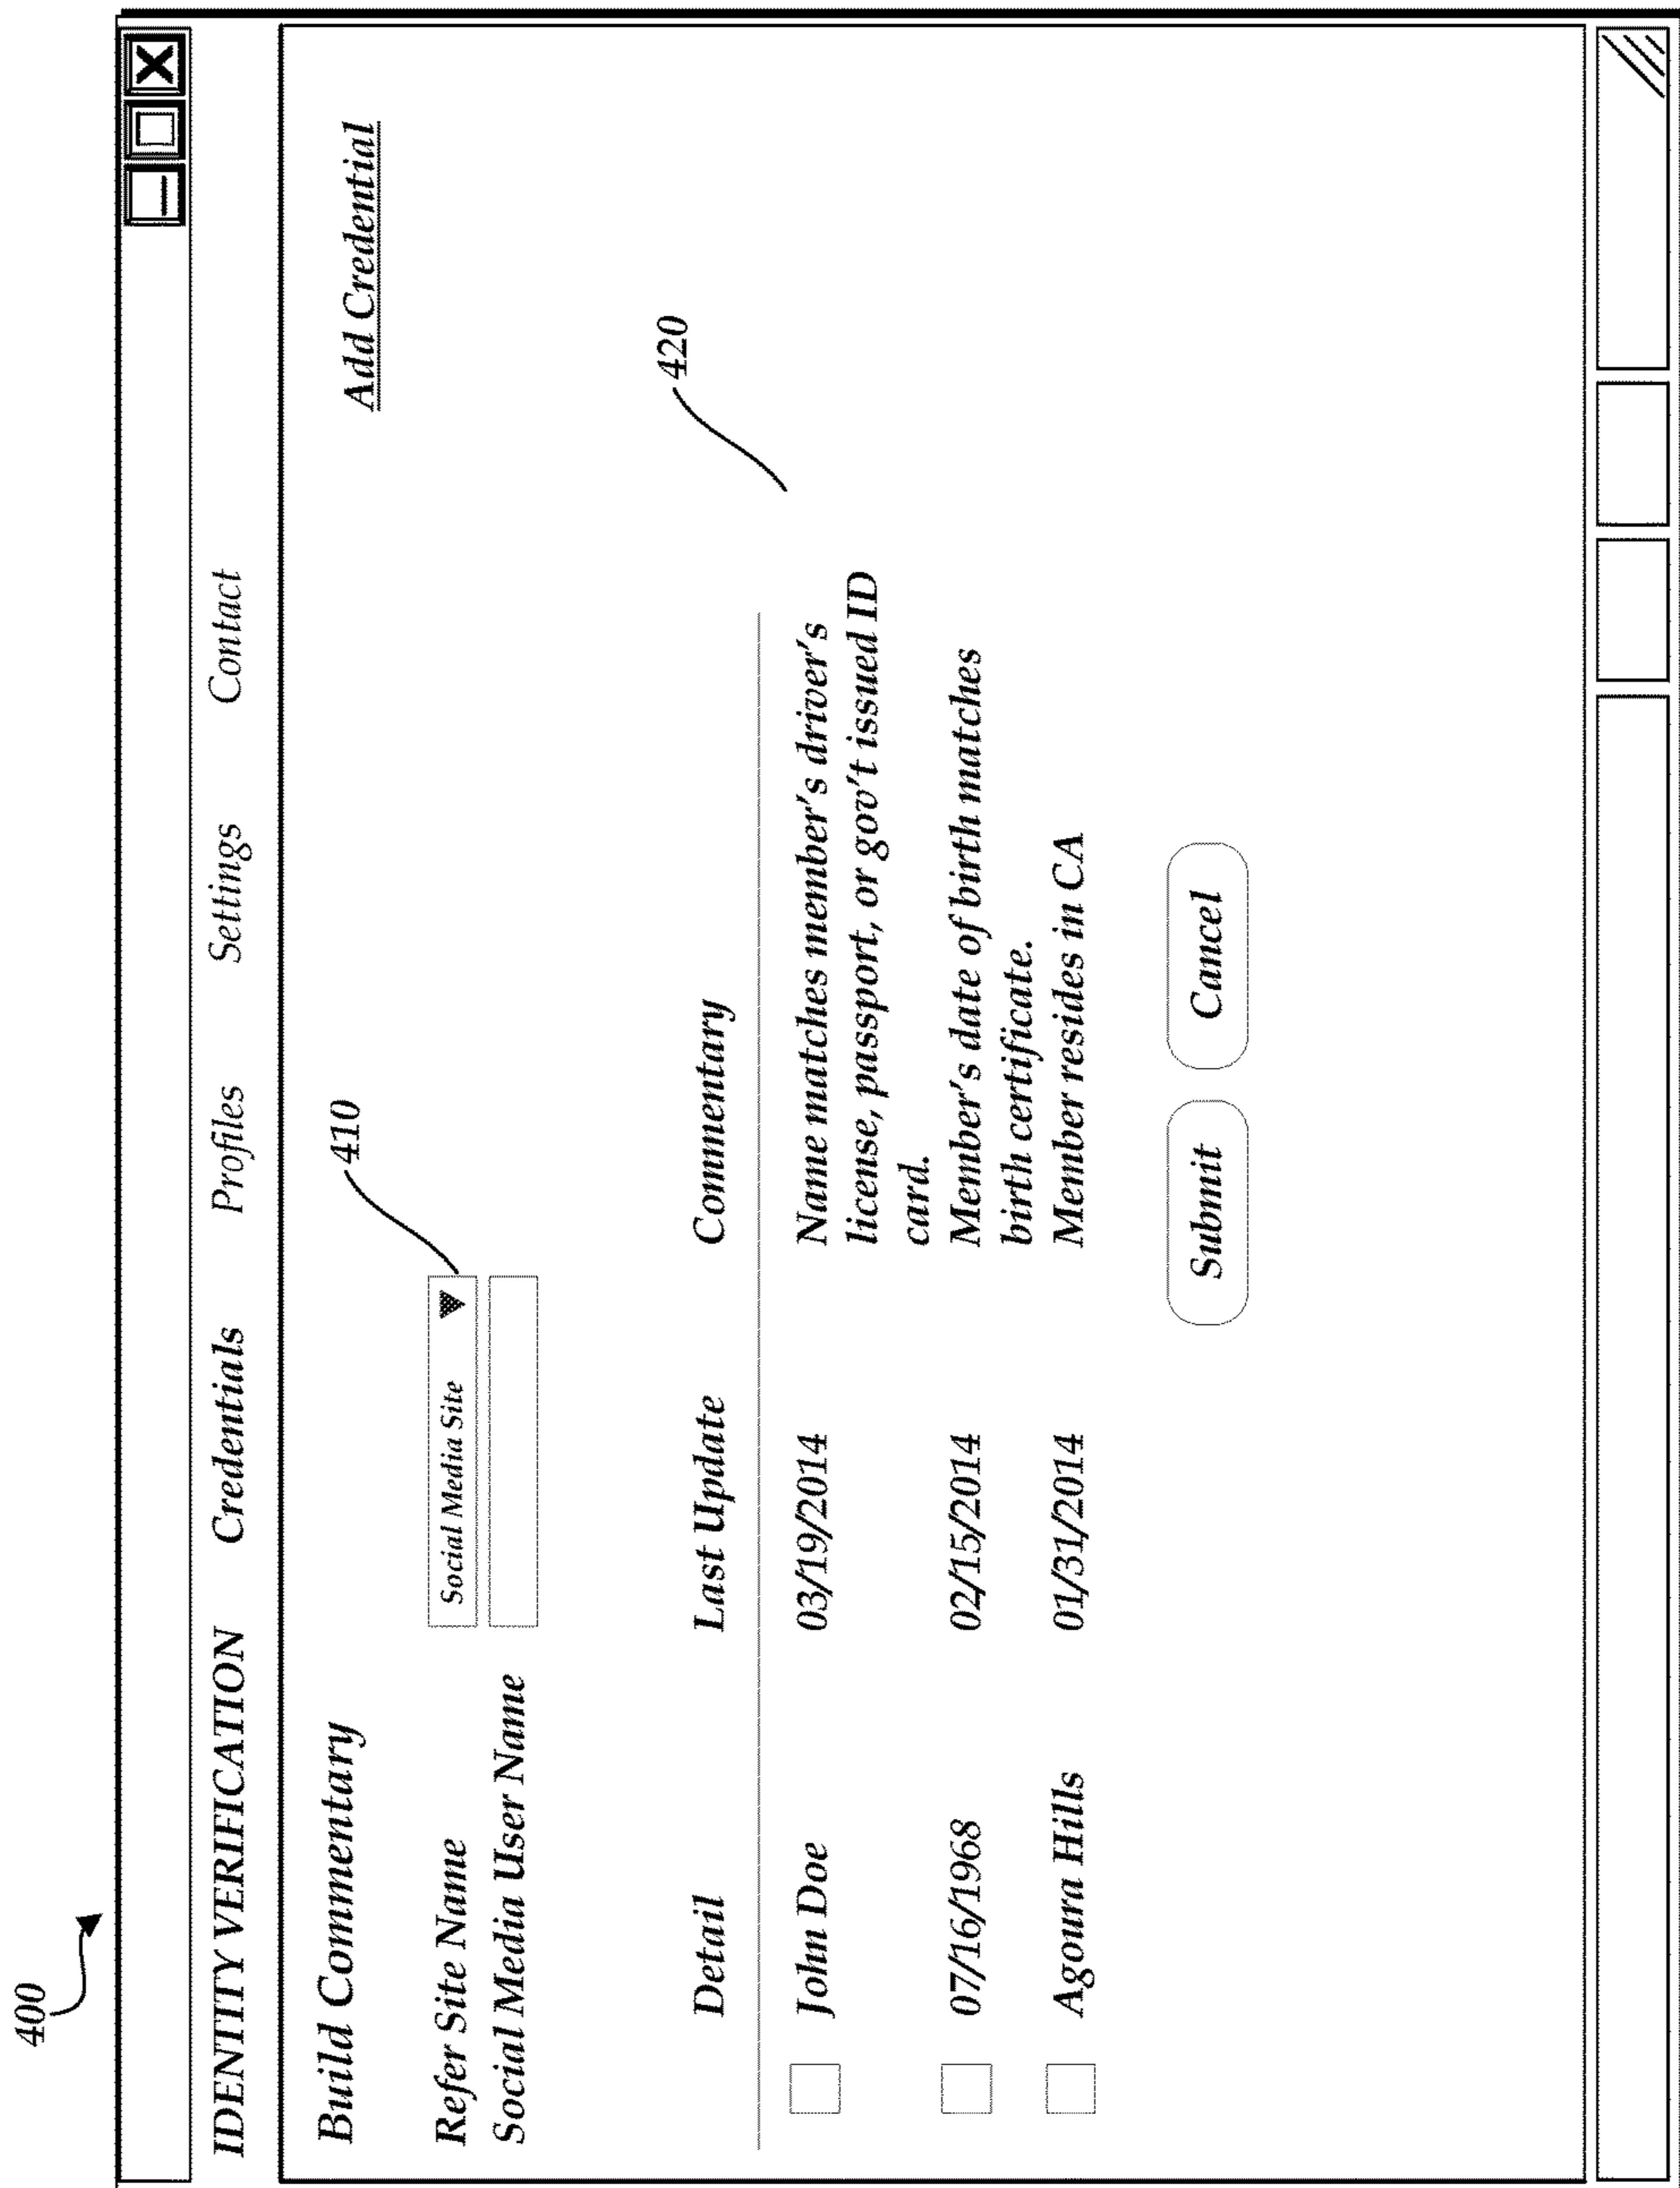 400
IDENTITY VERIFICATION Credentials Profiles Settings Contact
Build Commentary
Add Credential
410
Refer Site Name Social Media Site
Social Media User Name
420
Detail Last Update Commentary
John Doe 03/19/2014 Name matches member's driver's
license, passport, or gov't issued ID
card.
07/16/1968 02/15/2014 Member's date of birth matches
birth certificate.
Agoura Hills 01/31/2014 Member resides in CA
Submit Cancel